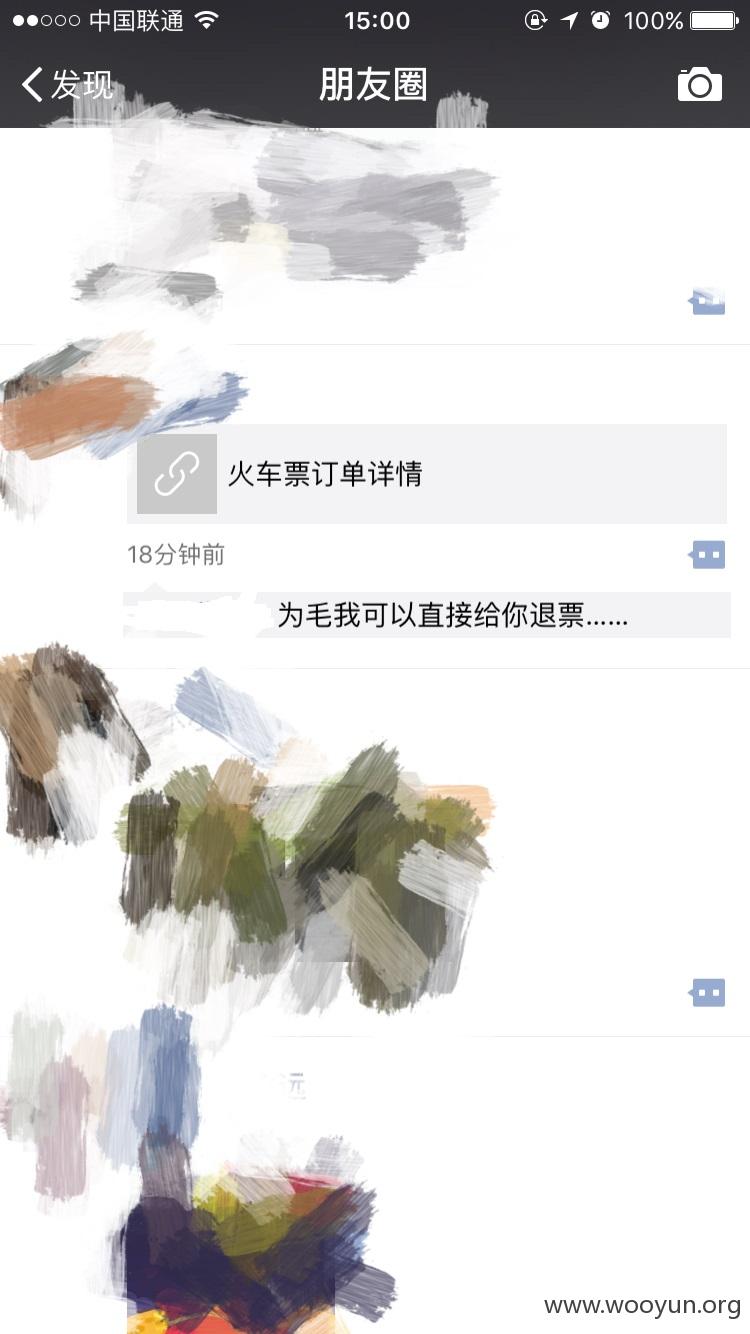 中国联通 15:00 100%
发现 朋友圈
火车票订单详情
18分钟前
为毛我可以直接给你退票......
www.wooyun.org